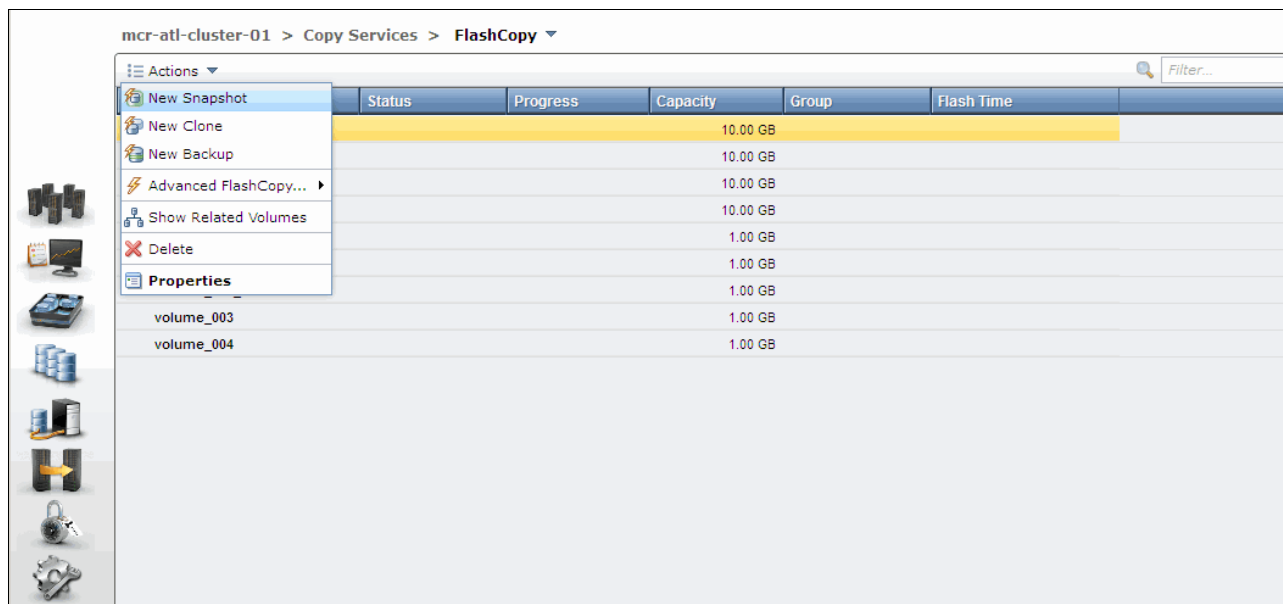 mcr-atl-cluster-01 > Copy Services > FlashCopy
Actions
Filter...
Status Progress Capacity Group Flash Time
New Snapshot
New Clone
New Backup
Advanced FlashCopy...
Show Related Volumes
Delete
Properties
10.00 GB
10.00 GB
10.00 GB
10.00 GB
1.00 GB
1.00 GB
1.00 GB
volume_003 1.00 GB
volume_004 1.00 GB